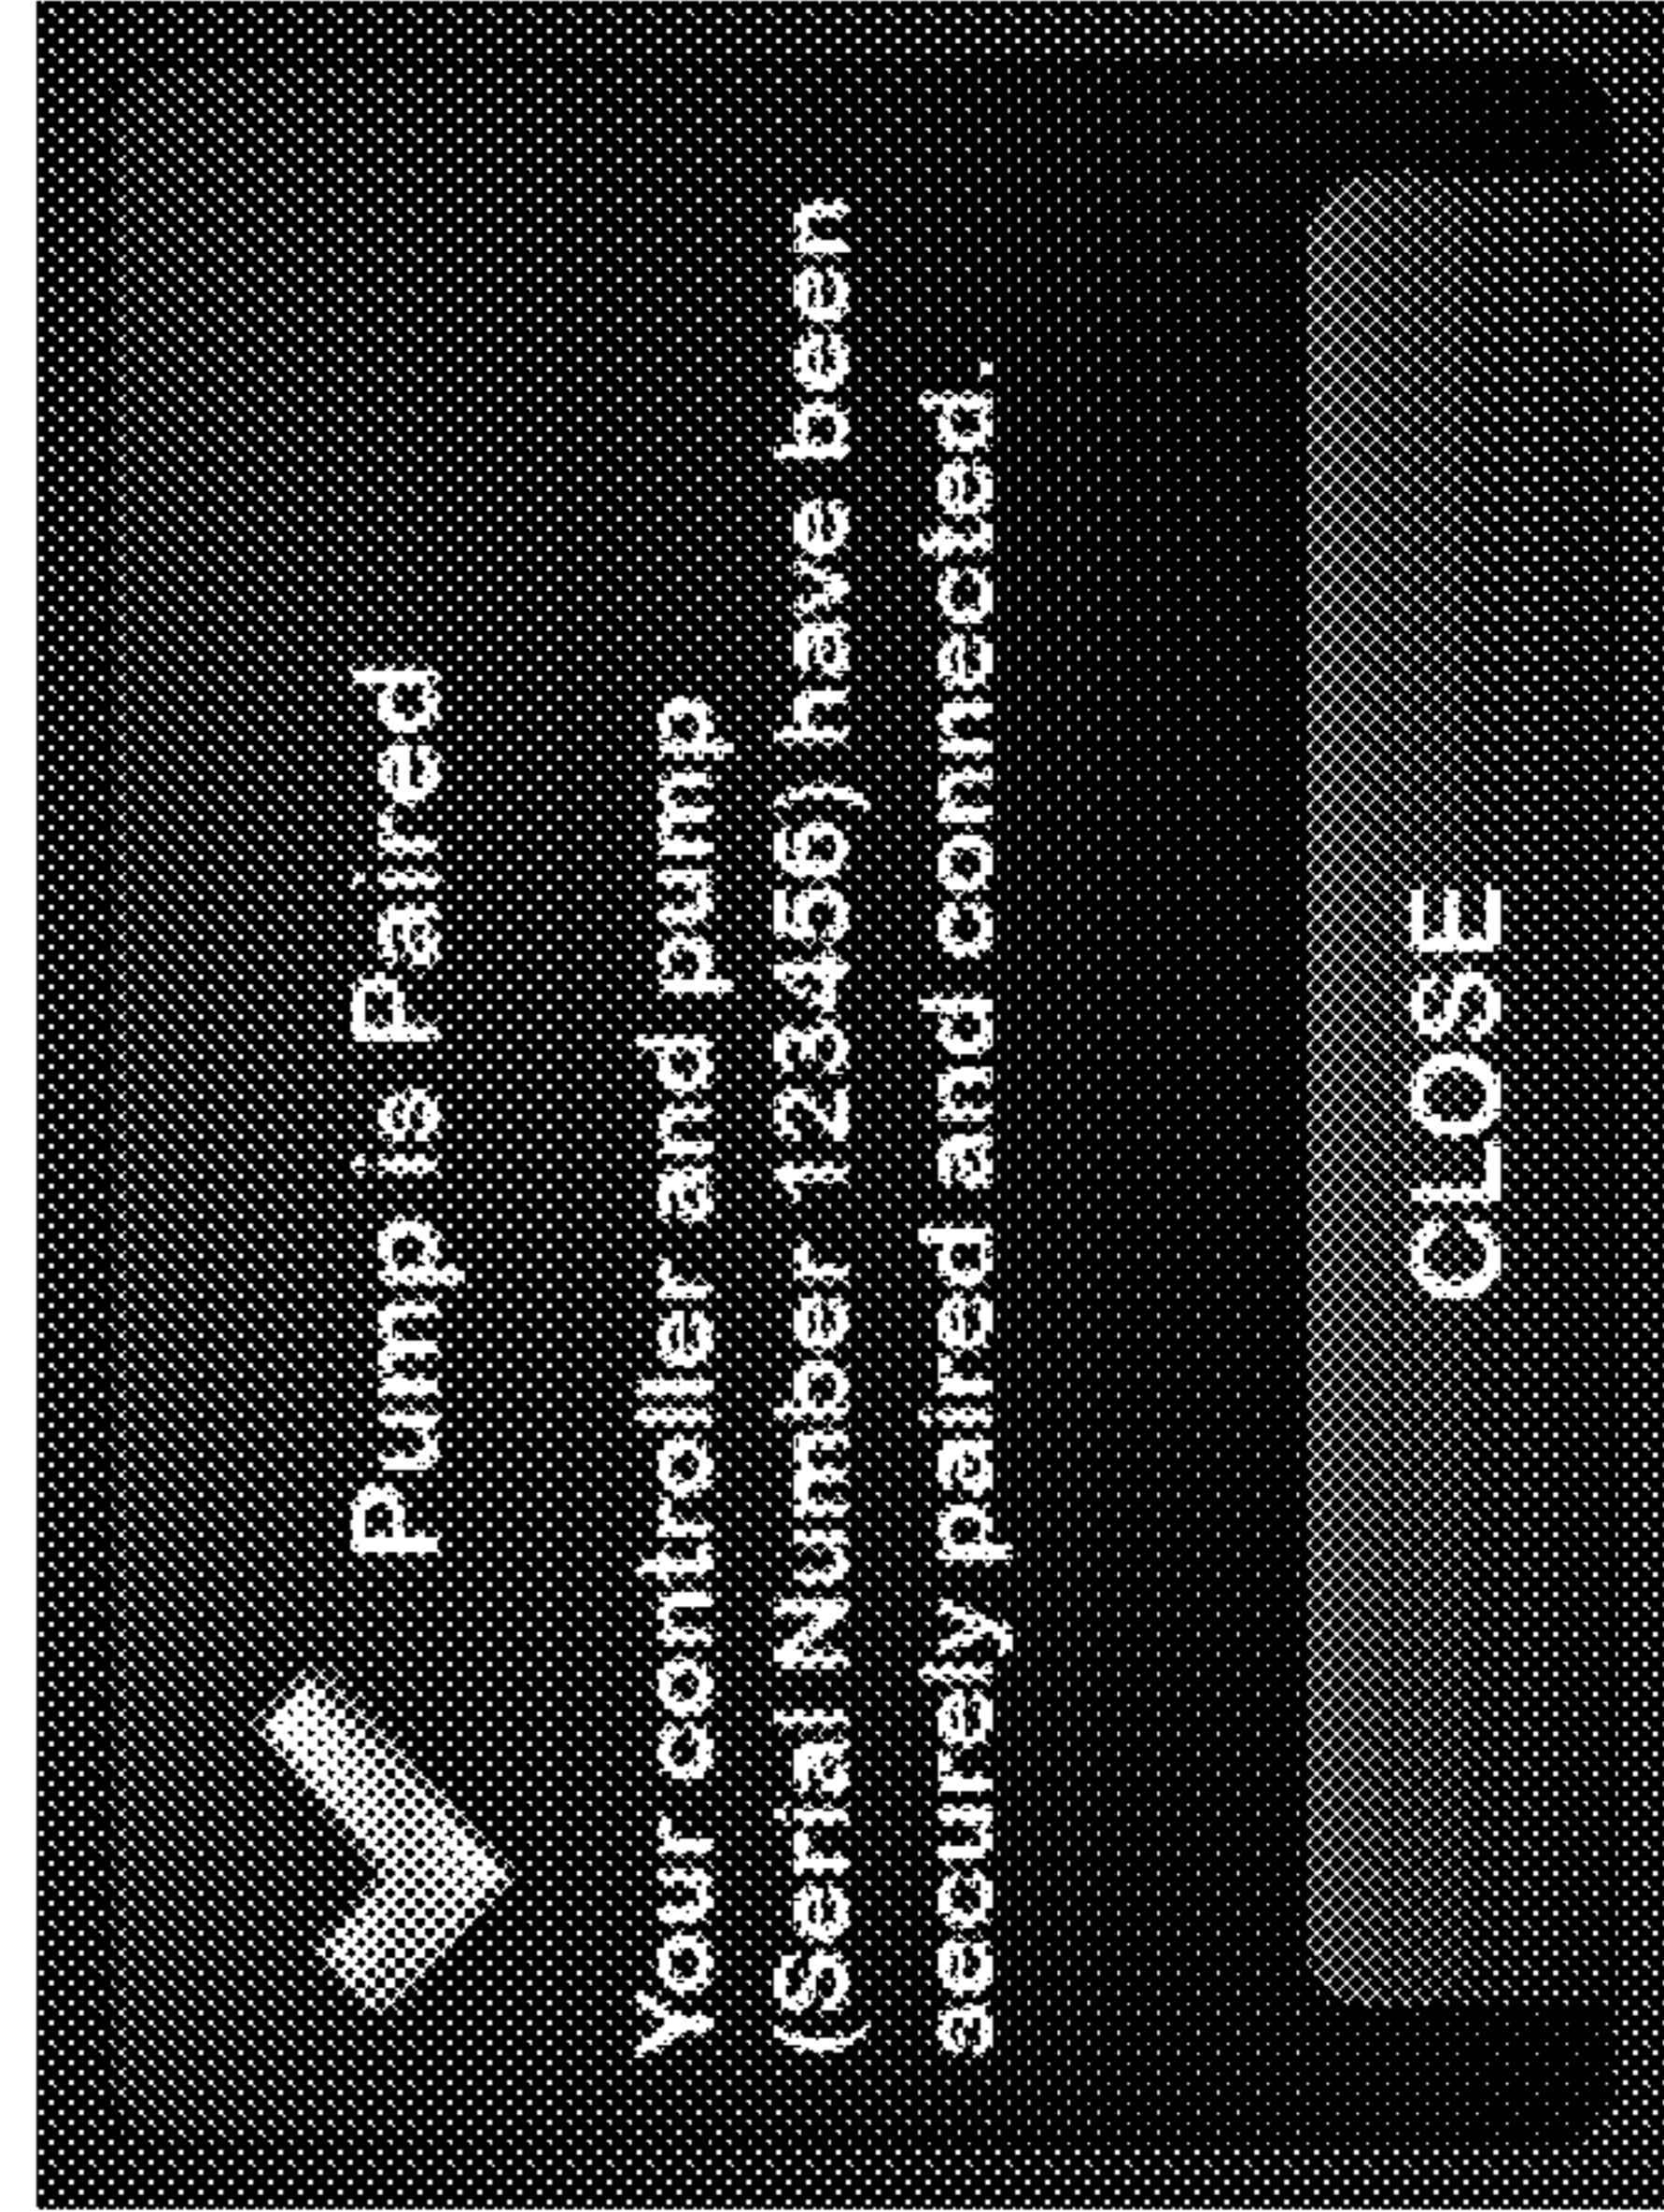 Pump is Paired
Your controller and pump
(Serial Number 123456) have been
securely paired and connected.
CLOSE